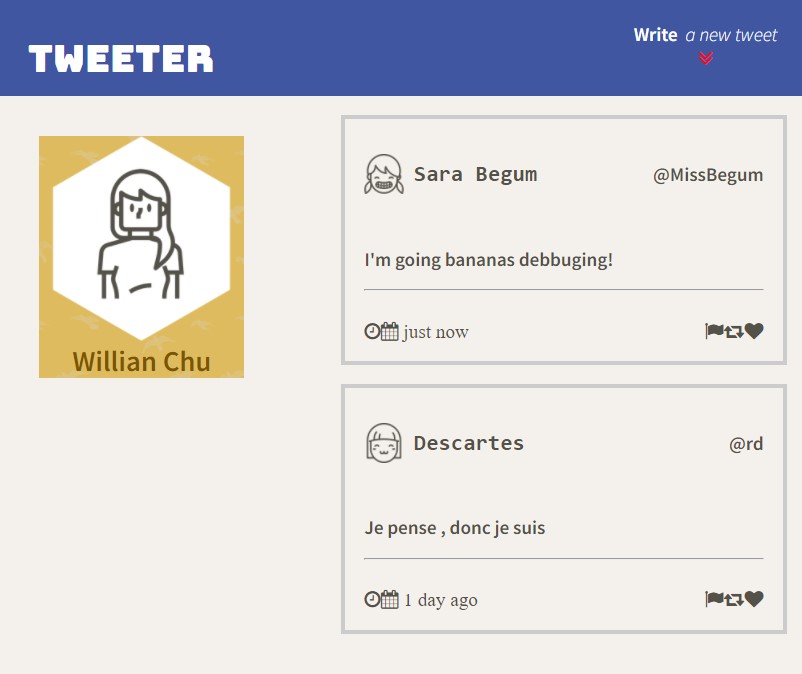 TWEETER
Write a new tweet
Willian Chu
Sara Begum @MissBegum
I'm going bananas debbuging!
just now
Descartes @rd
Je pense , donc je suis
1 day ago